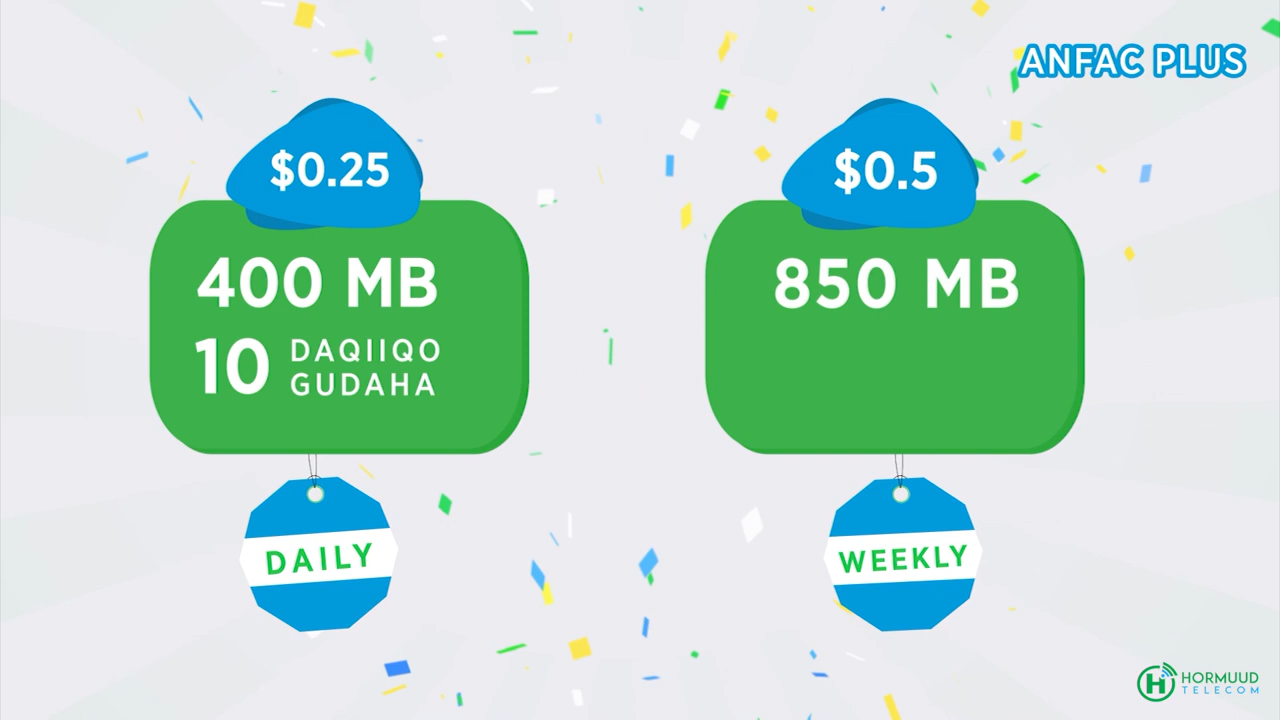 ANFAC PLUS
$0.25
400 MB
10 DAQIIQO
GUDAHA
DAILY
$0.5
850 MB
WEEKLY
HORMUUD
TELECOM